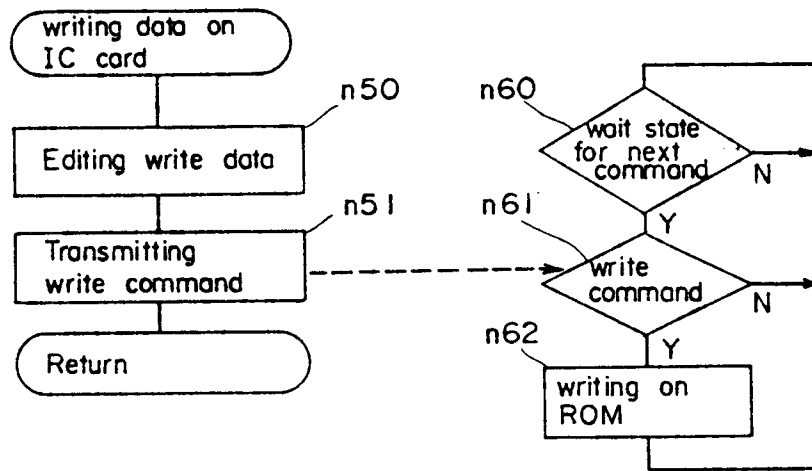 writing data on
IC card
n50
Editing write data
n51
Transmitting
write command
Return
n60
wait state
for next
command
N
Y
n61
write
command
N
Y
n62
writing on
ROM